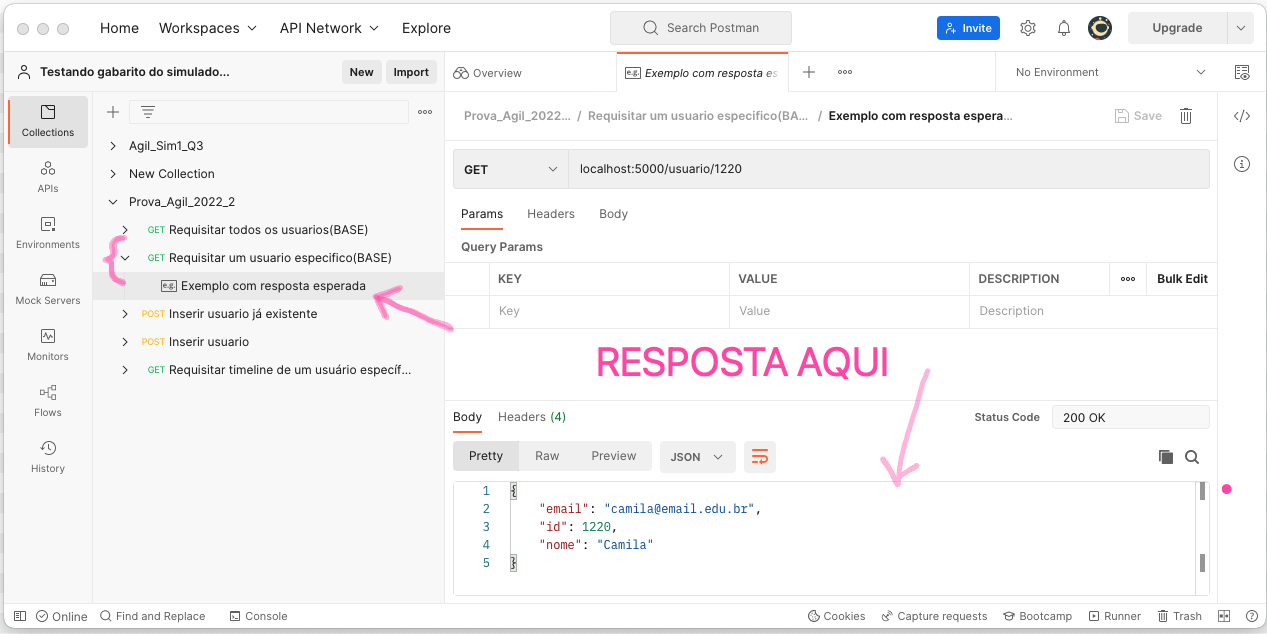 Home Workspaces API Network Explore Search Postman Invite Upgrade
Testando gabarito do simulado... New Import Overview e.g. Exemplo com resposta es No Environment
Collections
APIs
Environments
Mock Servers
Monitors
Flows
History
Agil_Sim1_Q3
New Collection
Prova_Agil_2022_2
GET Requisitar todos os usuarios(BASE)
GET Requisitar um usuario especifico(BASE)
e.g. Exemplo com resposta esperada
POST Inserir usuario já existente
POST Inserir usuario
GET Requisitar timeline de um usuário específ...
Prova_Agil_2022... / Requisitar um usuario especifico(BA... / Exemplo com resposta espera... Save
GET localhost:5000/usuario/1220
Params Headers Body
Query Params
KEY VALUE DESCRIPTION Bulk Edit
Key Value Description
RESPOSTA AQUI
Body Headers (4) Status Code 200 OK
Pretty Raw Preview JSON
1 {
2 "email": "camila@email.edu.br",
3 "id": 1220,
4 "nome": "Camila"
5 }
Online Find and Replace Console Cookies Capture requests Bootcamp Runner Trash